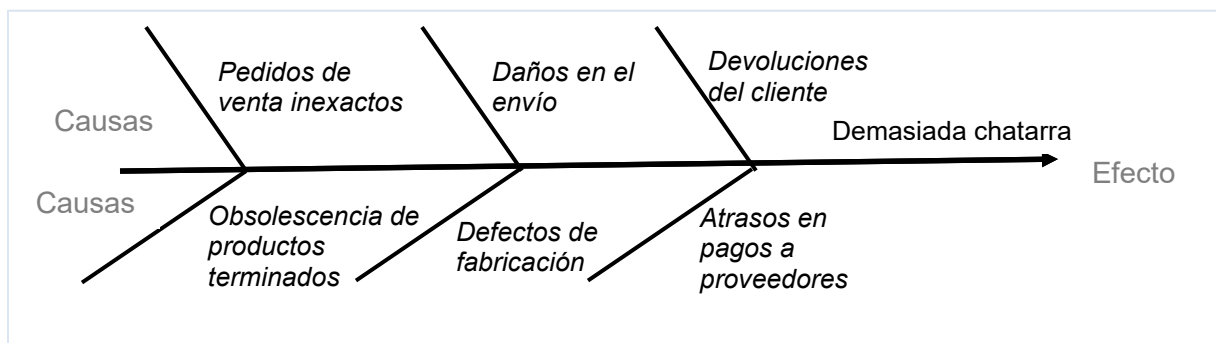 Pedidos de
venta inexactos
Daños en el
envío
Devoluciones
del cliente
Causas
Demasiada chatarra
Efecto
Causas
Obsolescencia de
productos
terminados
Defectos de
fabricación
Atrasos en
pagos a
proveedores